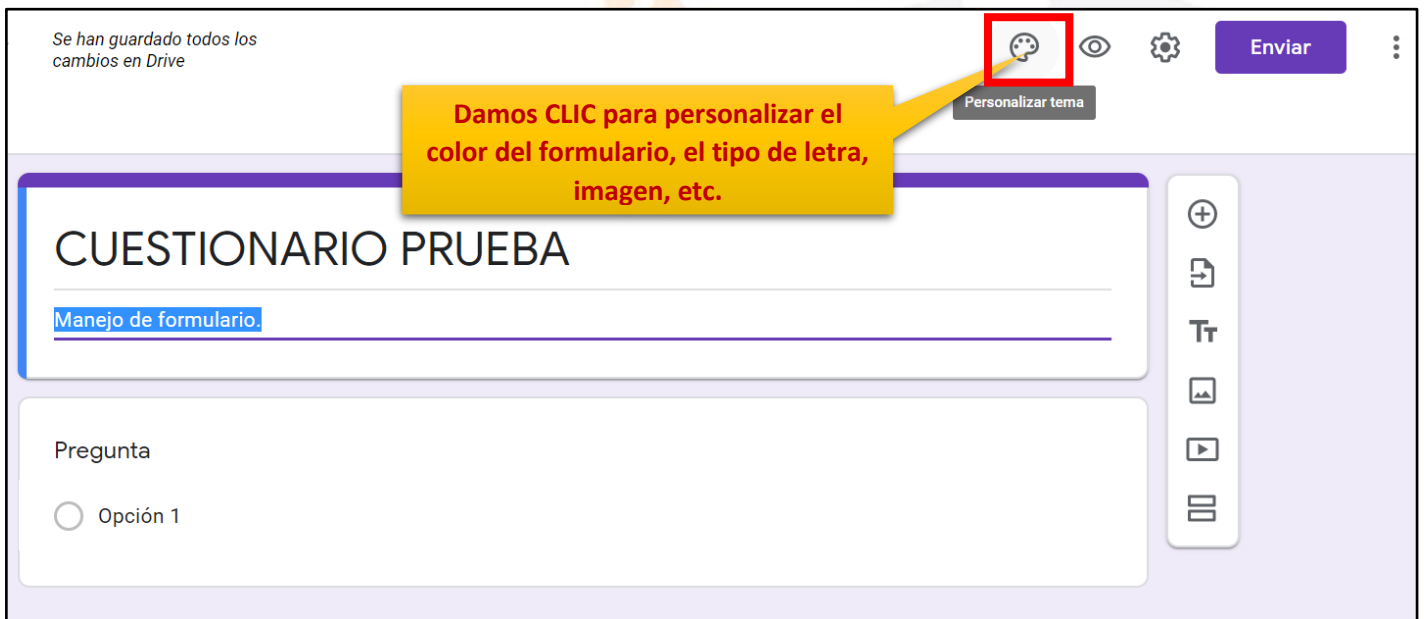 Se han guardado todos los
cambios en Drive
Enviar
Personalizar tema
Damos CLIC para personalizar el
color del formulario, el tipo de letra,
imagen, etc.
CUESTIONARIO PRUEBA
Manejo de formulario.
Tт
Pregunta
Opción 1